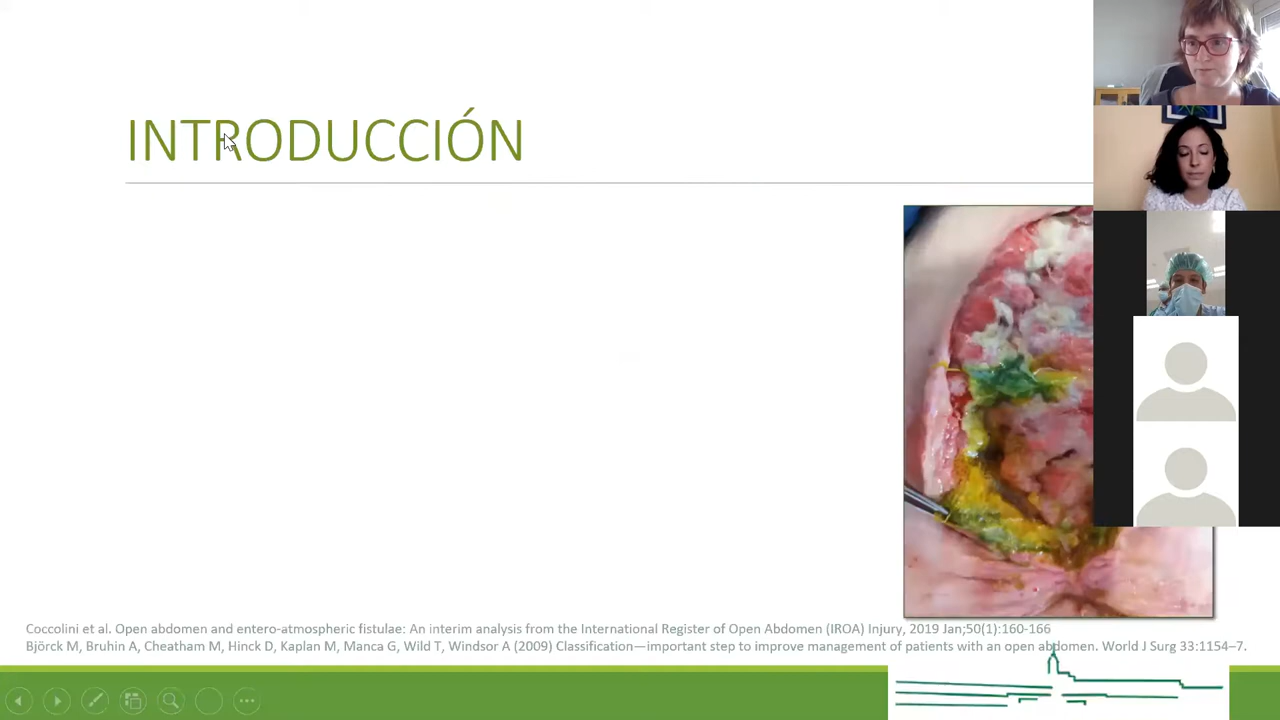 INTRODUCCIÓN
Coccolini et al. Open abdomen and entero-atmospheric fistulae: An interim analysis from the International Register of Open Abdomen (IROA) Injury, 2019 Jan;50(1):160-166
Björck M, Bruhin A, Cheatham M, Hinck D, Kaplan M, Manca G, Wild T, Windsor A (2009) Classification—important step to improve management of patients with an open abdomen. World J Surg 33:1154–7.